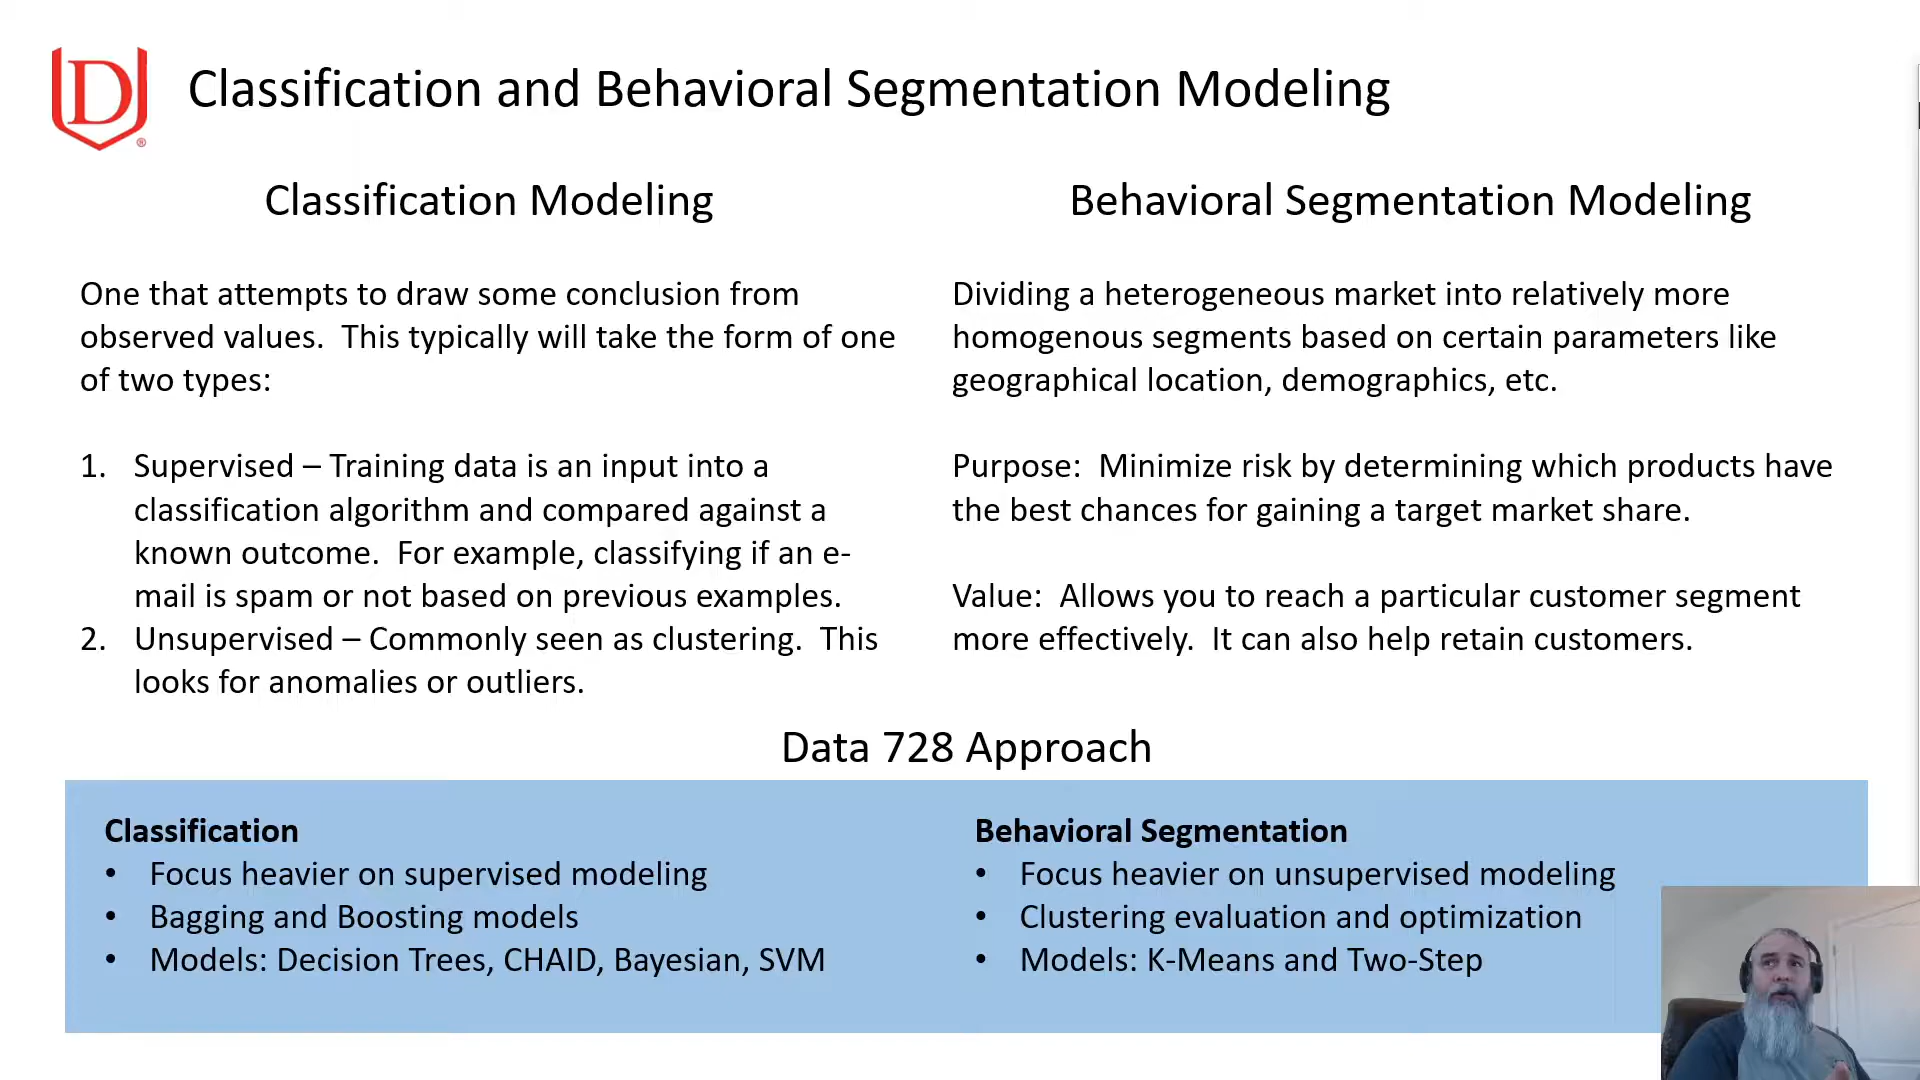 D
®
Classification and Behavioral Segmentation Modeling
Classification Modeling
One that attempts to draw some conclusion from
observed values.  This typically will take the form of one
of two types:
1. Supervised – Training data is an input into a
classification algorithm and compared against a
known outcome.  For example, classifying if an e-
mail is spam or not based on previous examples.
2. Unsupervised – Commonly seen as clustering.  This
looks for anomalies or outliers.
Behavioral Segmentation Modeling
Dividing a heterogeneous market into relatively more
homogenous segments based on certain parameters like
geographical location, demographics, etc.
Purpose:  Minimize risk by determining which products have
the best chances for gaining a target market share.
Value:  Allows you to reach a particular customer segment
more effectively.  It can also help retain customers.
Data 728 Approach
Classification
• Focus heavier on supervised modeling
• Bagging and Boosting models
• Models: Decision Trees, CHAID, Bayesian, SVM
Behavioral Segmentation
• Focus heavier on unsupervised modeling
• Clustering evaluation and optimization
• Models: K-Means and Two-Step